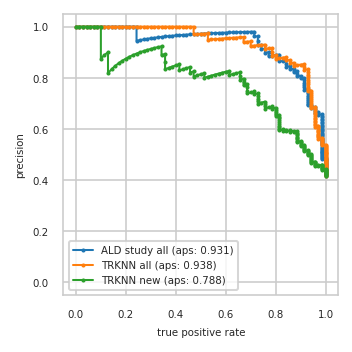 1.0
0.8
0.6
0.4
0.2
0.0
precision
ALD study all (aps: 0.931)
TRKNN all (aps: 0.938)
TRKNN new (aps: 0.788)
0.0 0.2 0.4 0.6 0.8 1.0
true positive rate